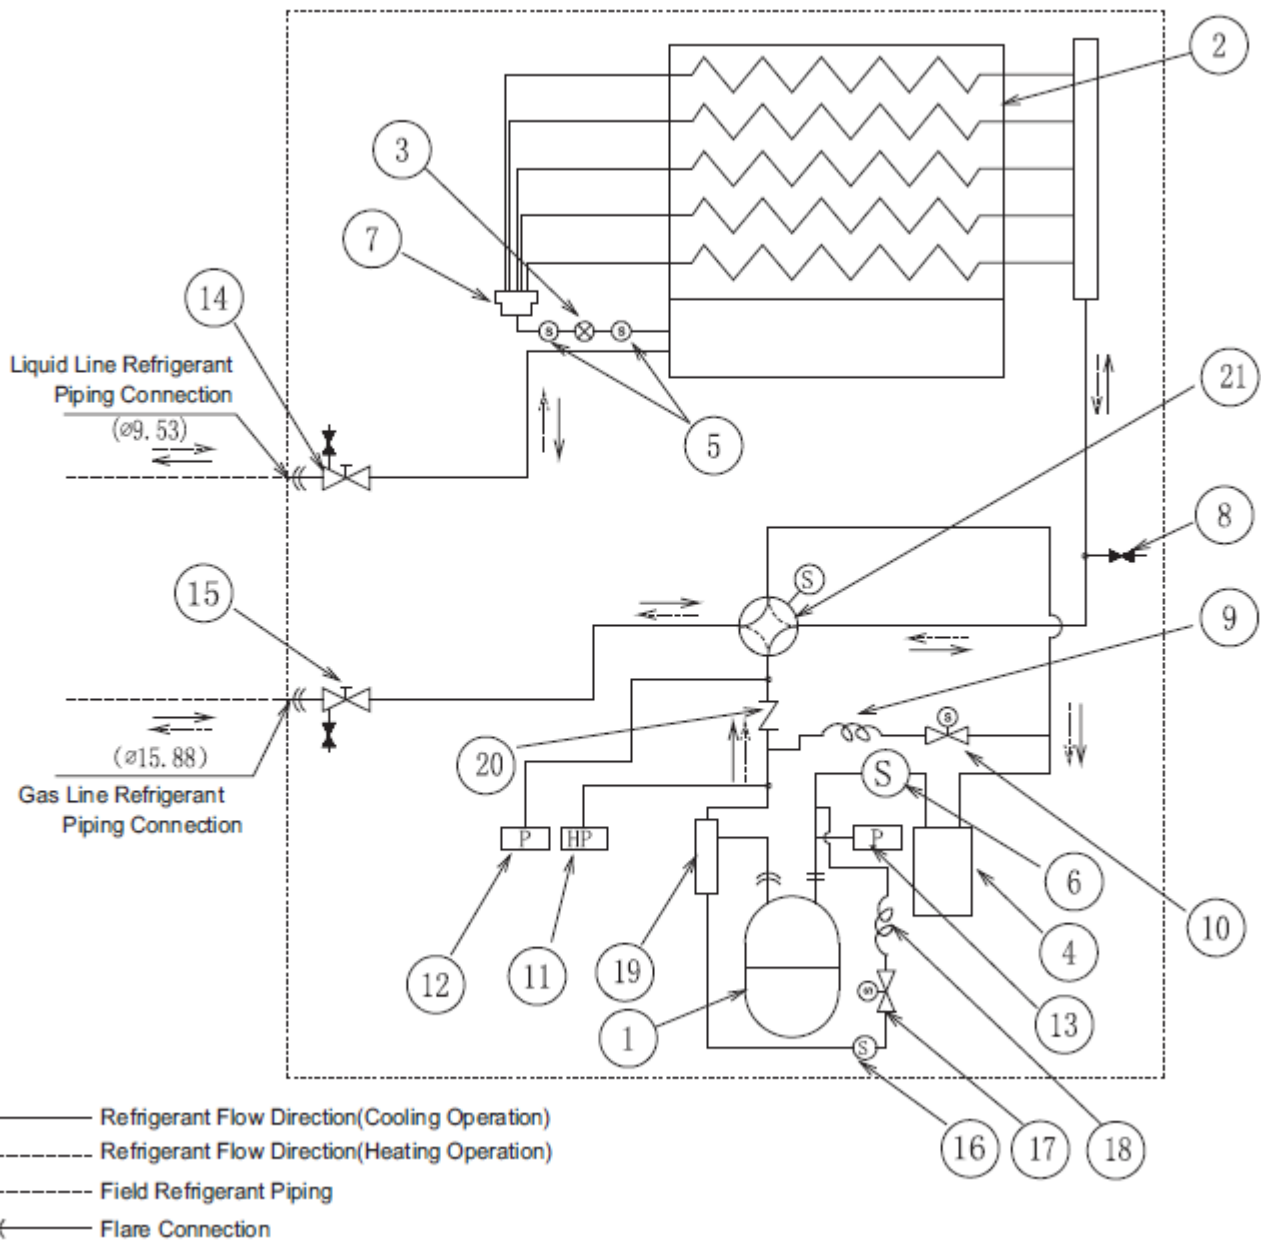 2
3
7
14
Liquid Line Refrigerant
Piping Connection
(ø9.53)
S
S
21
5
8
15
S
9
(ø15.88)
Gas Line Refrigerant
Piping Connection
20
S
S
P
HP
P
6
10
12
11
19
4
1
S
13
S
16
17
18
Refrigerant Flow Direction(Cooling Operation)
Refrigerant Flow Direction(Heating Operation)
Field Refrigerant Piping
Flare Connection